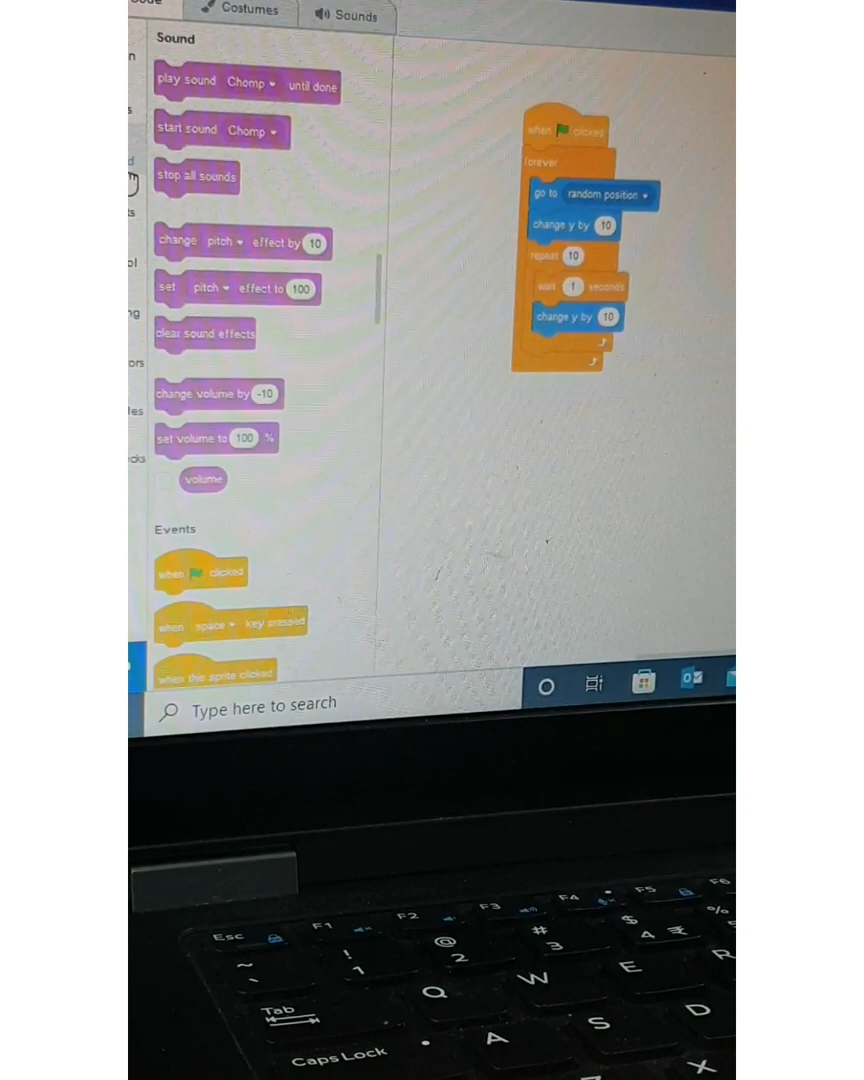 Costumes
Sounds
Sound
play sound Chomp until done
start sound Chomp
stop all sounds
change pitch effect by 10
set pitch effect to 100
clear sound effects
change volume by -10
set volume to 100 %
volume
Events
when clicked
when space key pressed
when this sprite clicked
when clicked
forever
go to random position
change y by 10
repeat 10
wait 1 seconds
change y by 10
Type here to search
Esc F1 F2 F3 F4 F5 F6
~ ` ! 1 @ 2 # 3 $ 4 ₹ %
Tab Q W E R
Caps Lock A S D
X